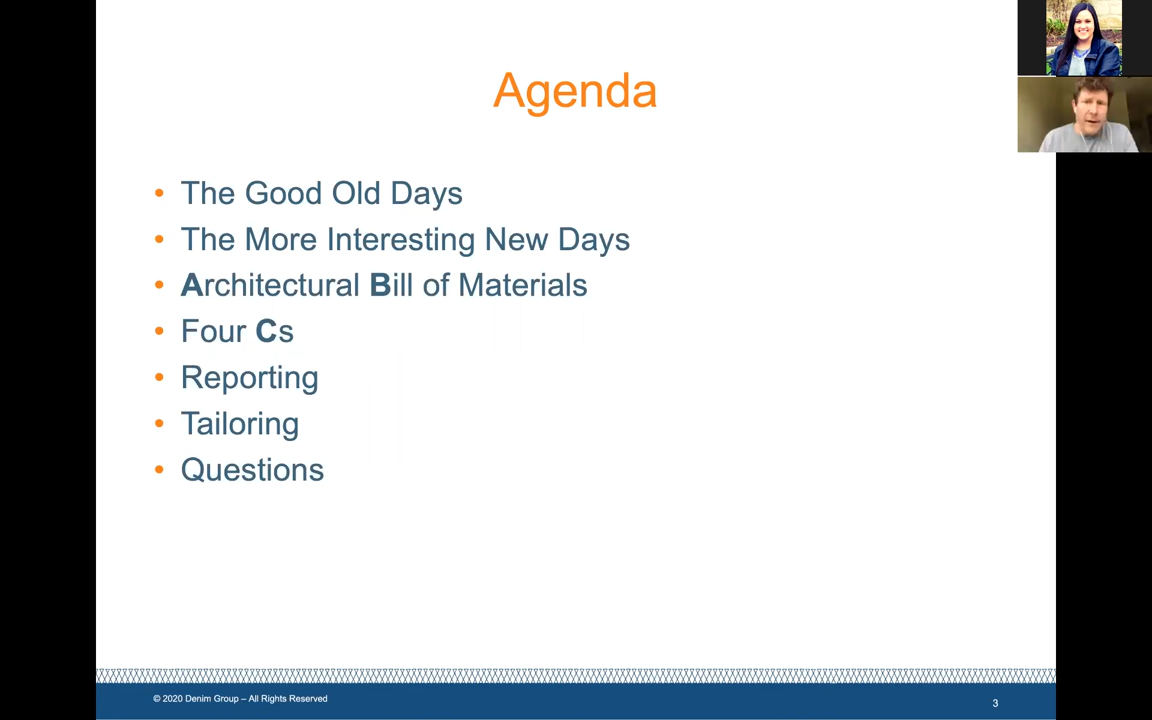 Agenda
• The Good Old Days
• The More Interesting New Days
• Architectural Bill of Materials
• Four Cs
• Reporting
• Tailoring
• Questions
© 2020 Denim Group – All Rights Reserved
3